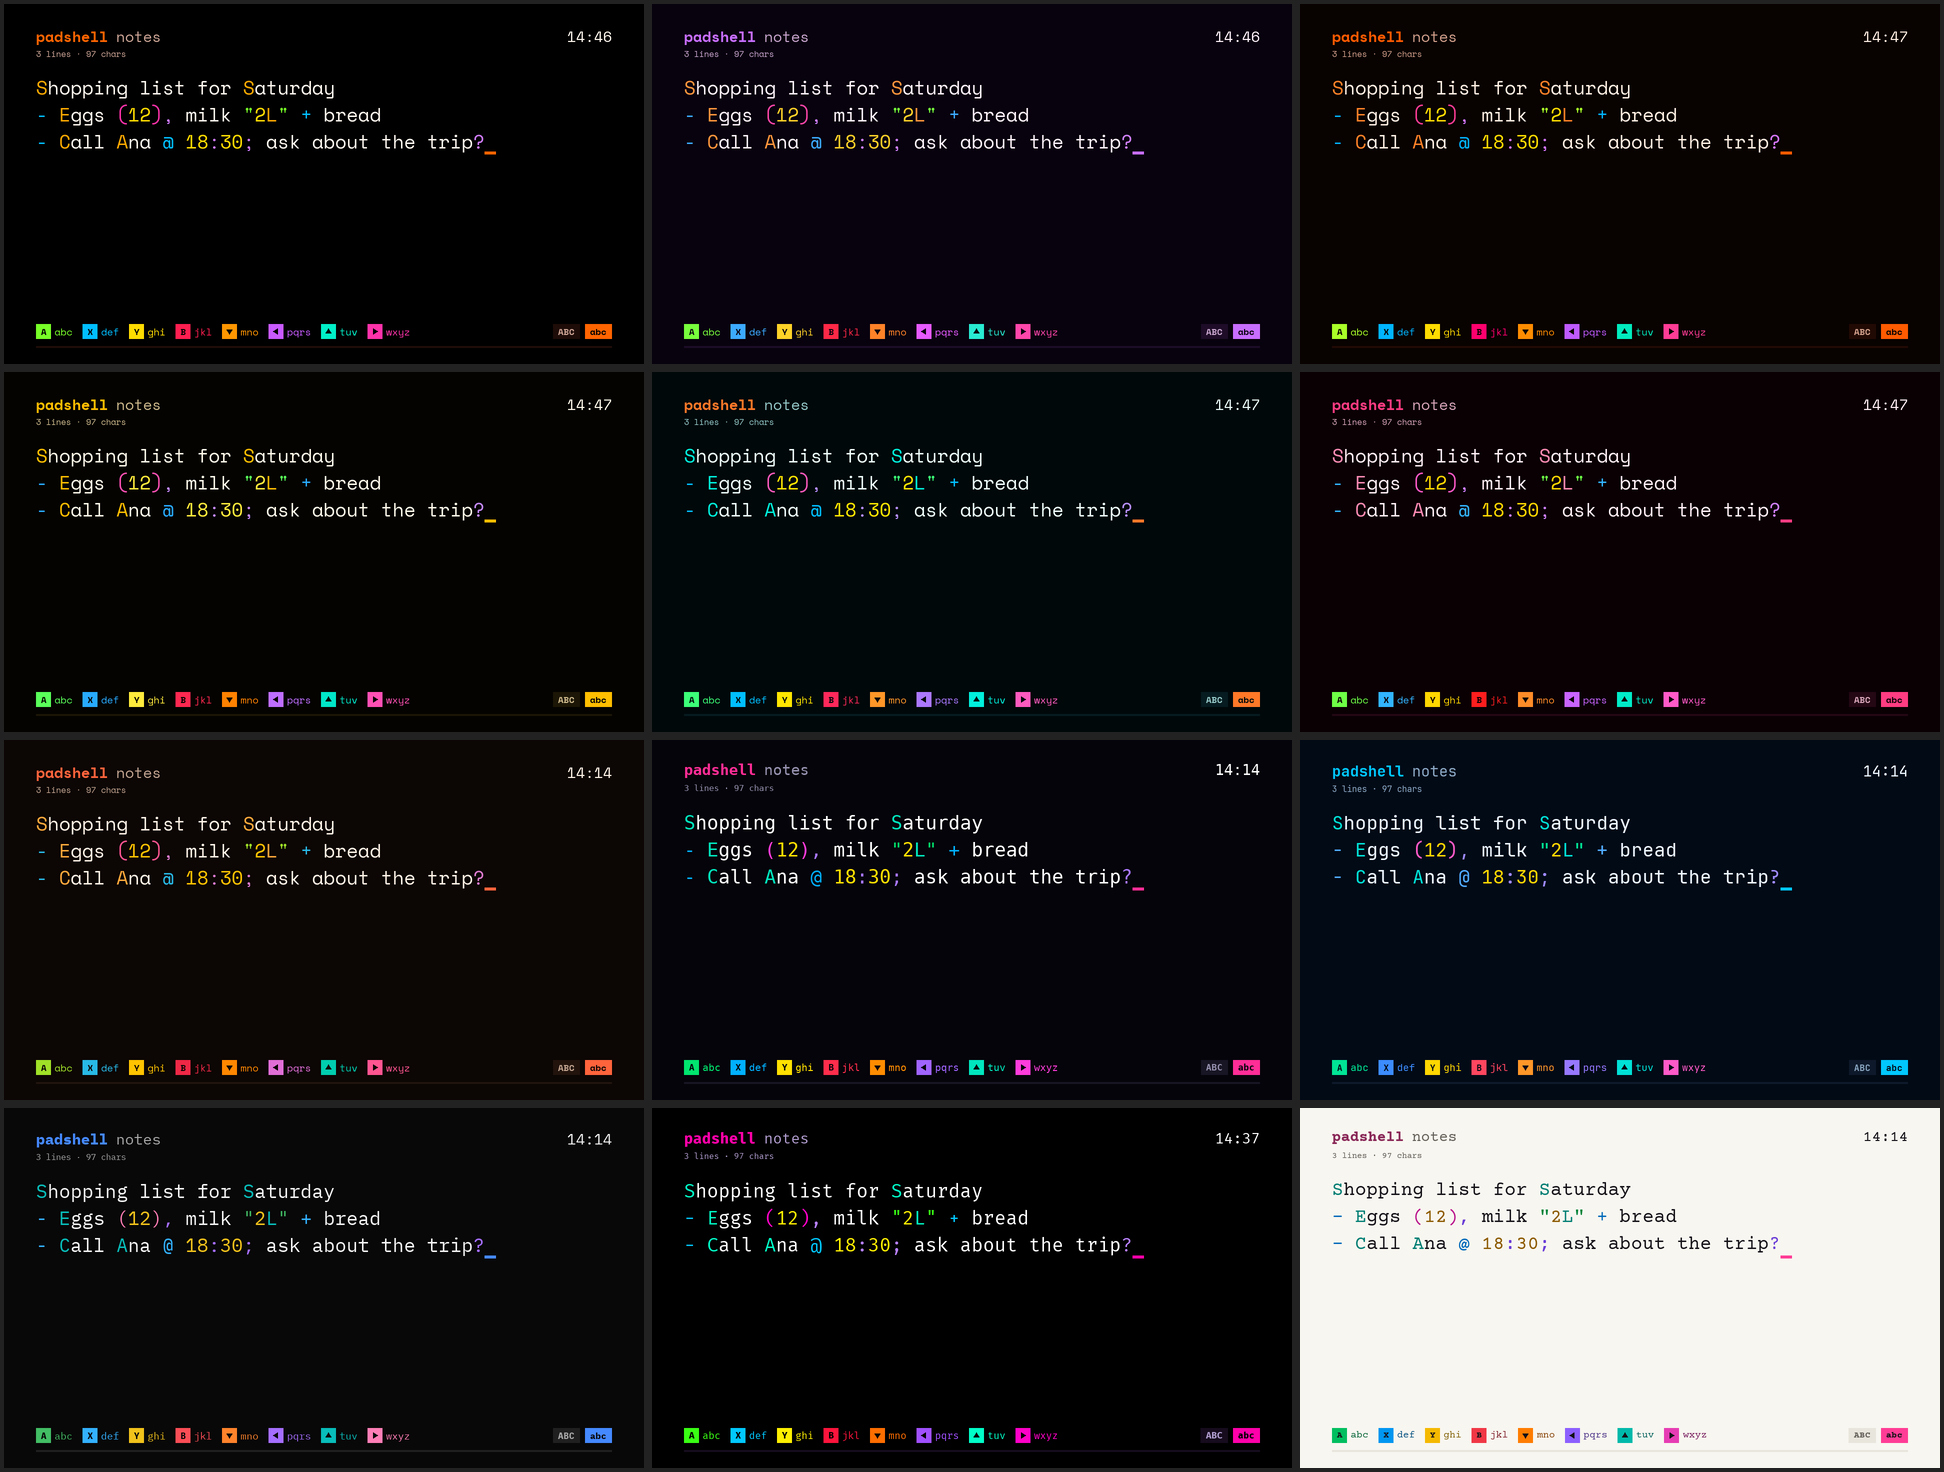 padshell notes 14:46
3 lines · 97 chars
Shopping list for Saturday
- Eggs (12), milk "2L" + bread
- Call Ana @ 18:30; ask about the trip?_
A abc X def Y ghi B jkl ▼ mno ◀ pqrs ▲ tuv ▶ wxyz ABC abc
padshell notes 14:46
3 lines · 97 chars
Shopping list for Saturday
- Eggs (12), milk "2L" + bread
- Call Ana @ 18:30; ask about the trip?_
A abc X def Y ghi B jkl ▼ mno ◀ pqrs ▲ tuv ▶ wxyz ABC abc
padshell notes 14:47
3 lines · 97 chars
Shopping list for Saturday
- Eggs (12), milk "2L" + bread
- Call Ana @ 18:30; ask about the trip?_
A abc X def Y ghi B jkl ▼ mno ◀ pqrs ▲ tuv ▶ wxyz ABC abc
padshell notes 14:47
3 lines · 97 chars
Shopping list for Saturday
- Eggs (12), milk "2L" + bread
- Call Ana @ 18:30; ask about the trip?_
A abc X def Y ghi B jkl ▼ mno ◀ pqrs ▲ tuv ▶ wxyz ABC abc
padshell notes 14:47
3 lines · 97 chars
Shopping list for Saturday
- Eggs (12), milk "2L" + bread
- Call Ana @ 18:30; ask about the trip?_
A abc X def Y ghi B jkl ▼ mno ◀ pqrs ▲ tuv ▶ wxyz ABC abc
padshell notes 14:47
3 lines · 97 chars
Shopping list for Saturday
- Eggs (12), milk "2L" + bread
- Call Ana @ 18:30; ask about the trip?_
A abc X def Y ghi B jkl ▼ mno ◀ pqrs ▲ tuv ▶ wxyz ABC abc
padshell notes 14:14
3 lines · 97 chars
Shopping list for Saturday
- Eggs (12), milk "2L" + bread
- Call Ana @ 18:30; ask about the trip?_
A abc X def Y ghi B jkl ▼ mno ◀ pqrs ▲ tuv ▶ wxyz ABC abc
padshell notes 14:14
3 lines · 97 chars
Shopping list for Saturday
- Eggs (12), milk "2L" + bread
- Call Ana @ 18:30; ask about the trip?_
A abc X def Y ghi B jkl ▼ mno ◀ pqrs ▲ tuv ▶ wxyz ABC abc
padshell notes 14:14
3 lines · 97 chars
Shopping list for Saturday
- Eggs (12), milk "2L" + bread
- Call Ana @ 18:30; ask about the trip?_
A abc X def Y ghi B jkl ▼ mno ◀ pqrs ▲ tuv ▶ wxyz ABC abc
padshell notes 14:14
3 lines · 97 chars
Shopping list for Saturday
- Eggs (12), milk "2L" + bread
- Call Ana @ 18:30; ask about the trip?_
A abc X def Y ghi B jkl ▼ mno ◀ pqrs ▲ tuv ▶ wxyz ABC abc
padshell notes 14:37
3 lines · 97 chars
Shopping list for Saturday
- Eggs (12), milk "2L" + bread
- Call Ana @ 18:30; ask about the trip?_
A abc X def Y ghi B jkl ▼ mno ◀ pqrs ▲ tuv ▶ wxyz ABC abc
padshell notes 14:14
3 lines · 97 chars
Shopping list for Saturday
- Eggs (12), milk "2L" + bread
- Call Ana @ 18:30; ask about the trip?_
A abc X def Y ghi B jkl ▼ mno ◀ pqrs ▲ tuv ▶ wxyz ABC abc